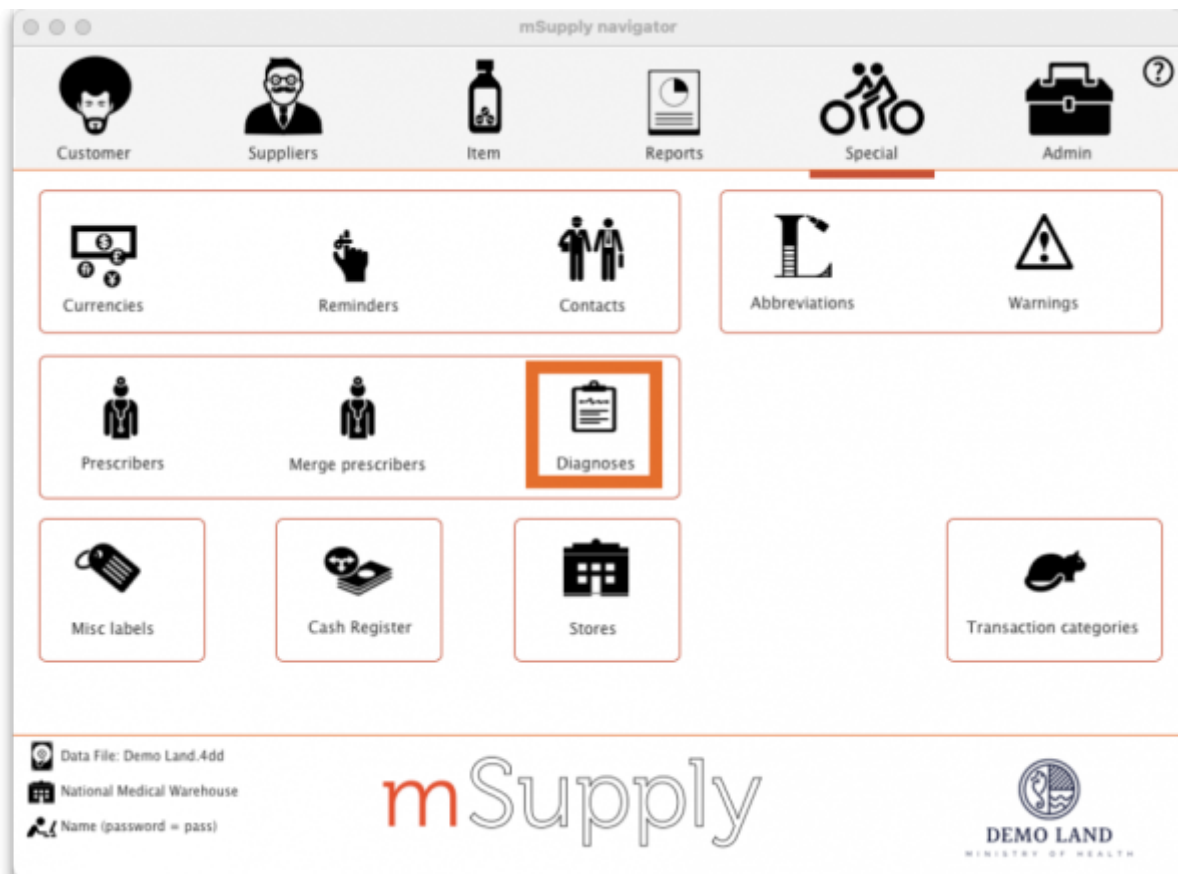 mSupply navigator
Customer
Suppliers
Item
Reports
Special
Admin
?
Currencies
Reminders
Contacts
Abbreviations
Warnings
Prescribers
Merge prescribers
Diagnoses
Misc labels
Cash Register
Stores
Transaction categories
Data File: Demo Land.4dd
National Medical Warehouse
Name (password = pass)
mSupply
DEMO LAND
MINISTRY OF HEALTH